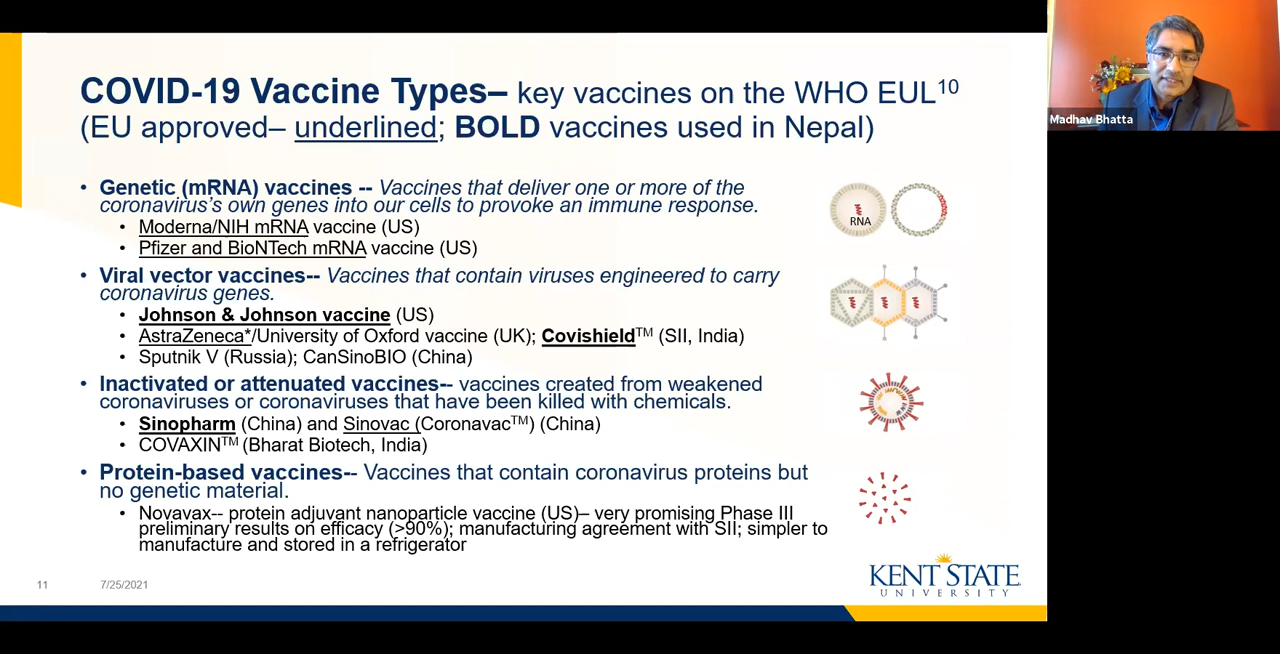 COVID-19 Vaccine Types– key vaccines on the WHO EUL10
(EU approved– underlined; BOLD vaccines used in Nepal)
• Genetic (mRNA) vaccines -- Vaccines that deliver one or more of the
coronavirus's own genes into our cells to provoke an immune response.
• Moderna/NIH mRNA vaccine (US)
• Pfizer and BioNTech mRNA vaccine (US)
RNA
• Viral vector vaccines-- Vaccines that contain viruses engineered to carry
coronavirus genes.
• Johnson & Johnson vaccine (US)
• AstraZeneca*/University of Oxford vaccine (UK); Covishield™ (SII, India)
• Sputnik V (Russia); CanSinoBIO (China)
• Inactivated or attenuated vaccines-- vaccines created from weakened
coronaviruses or coronaviruses that have been killed with chemicals.
• Sinopharm (China) and Sinovac (Coronavac™) (China)
• COVAXIN™ (Bharat Biotech, India)
• Protein-based vaccines-- Vaccines that contain coronavirus proteins but
no genetic material.
• Novavax-- protein adjuvant nanoparticle vaccine (US)– very promising Phase III
preliminary results on efficacy (>90%); manufacturing agreement with SII; simpler to
manufacture and stored in a refrigerator
11
7/25/2021
KENT STATE
UNIVERSITY
Madhav Bhatta